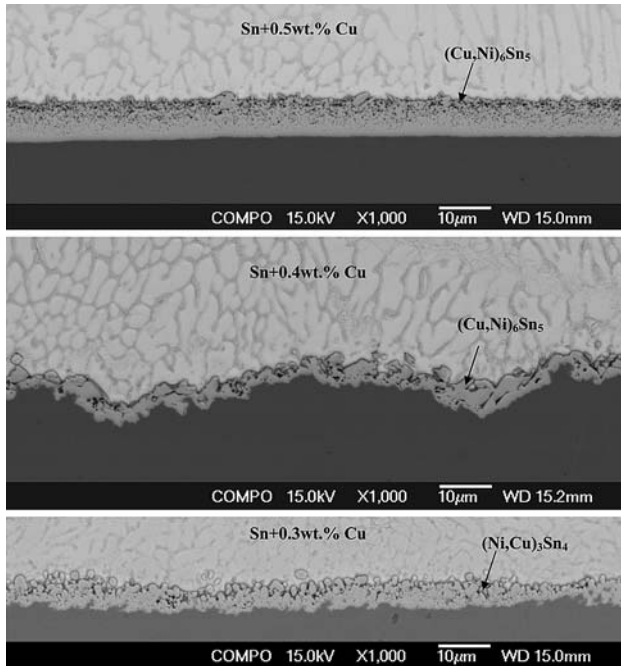 Sn+0.5wt.% Cu
(Cu,Ni)₆Sn₅
COMPO 15.0kV X1,000 10μm WD 15.0mm
Sn+0.4wt.% Cu
(Cu,Ni)₆Sn₅
COMPO 15.0kV X1,000 10μm WD 15.2mm
Sn+0.3wt.% Cu
(Ni,Cu)₃Sn₄
COMPO 15.0kV X1,000 10μm WD 15.0mm